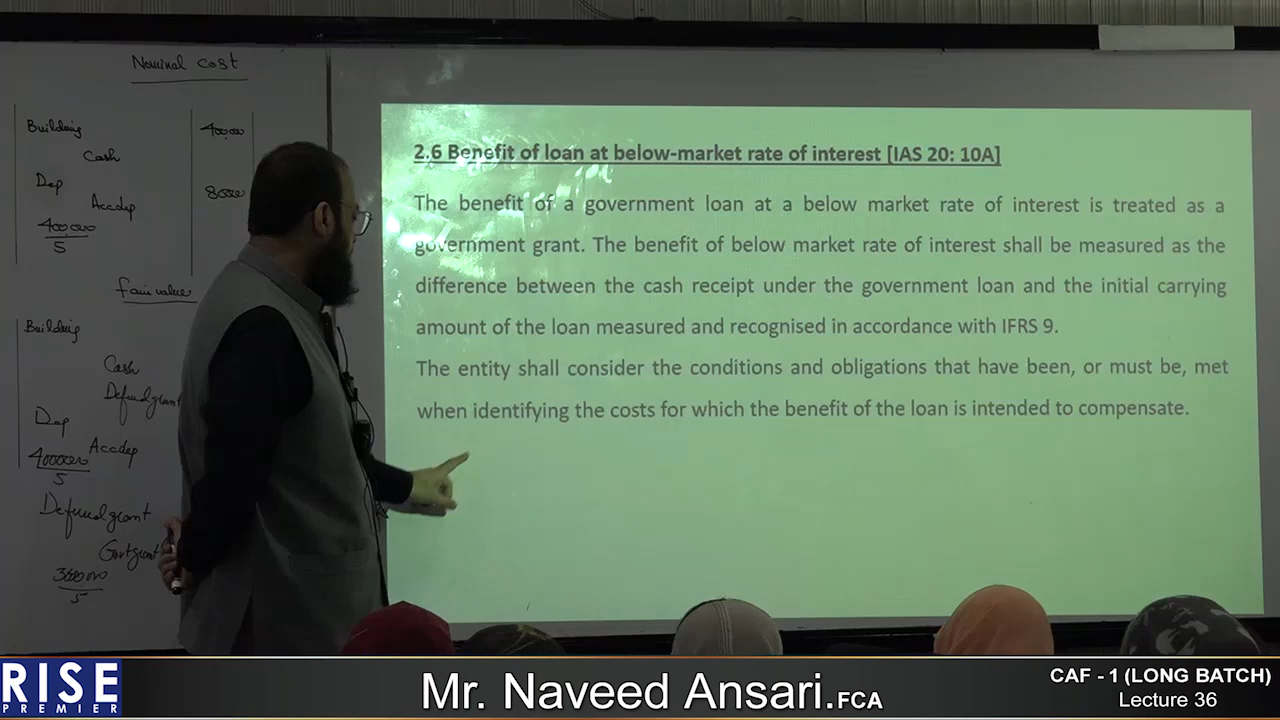 Nominal cost
Building
400,000
Cash
Dep
80,000
Acc dep
400,000
5
fair value
Building
Cash
Deferred grant
Dep
Acc dep
5
Deferred grant
Govt grant
5
2.6 Benefit of loan at below-market rate of interest [IAS 20: 10A]
The benefit of a government loan at a below market rate of interest is treated as a
government grant. The benefit of below market rate of interest shall be measured as the
difference between the cash receipt under the government loan and the initial carrying
amount of the loan measured and recognised in accordance with IFRS 9.
The entity shall consider the conditions and obligations that have been, or must be, met
when identifying the costs for which the benefit of the loan is intended to compensate.
RISE
PREMIER
Mr. Naveed Ansari.FCA
CAF - 1 (LONG BATCH)
Lecture 36